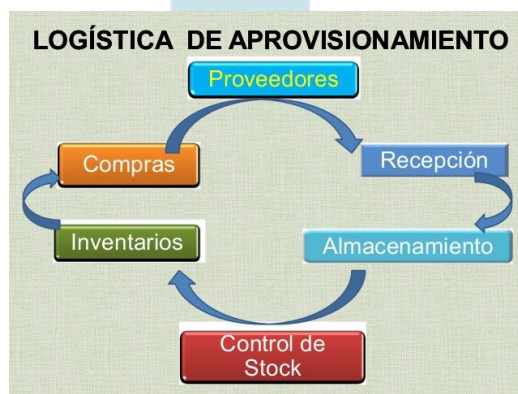 LOGÍSTICA DE APROVISIONAMIENTO
Proveedores
Compras
Recepción
Inventarios
Almacenamiento
Control de
Stock